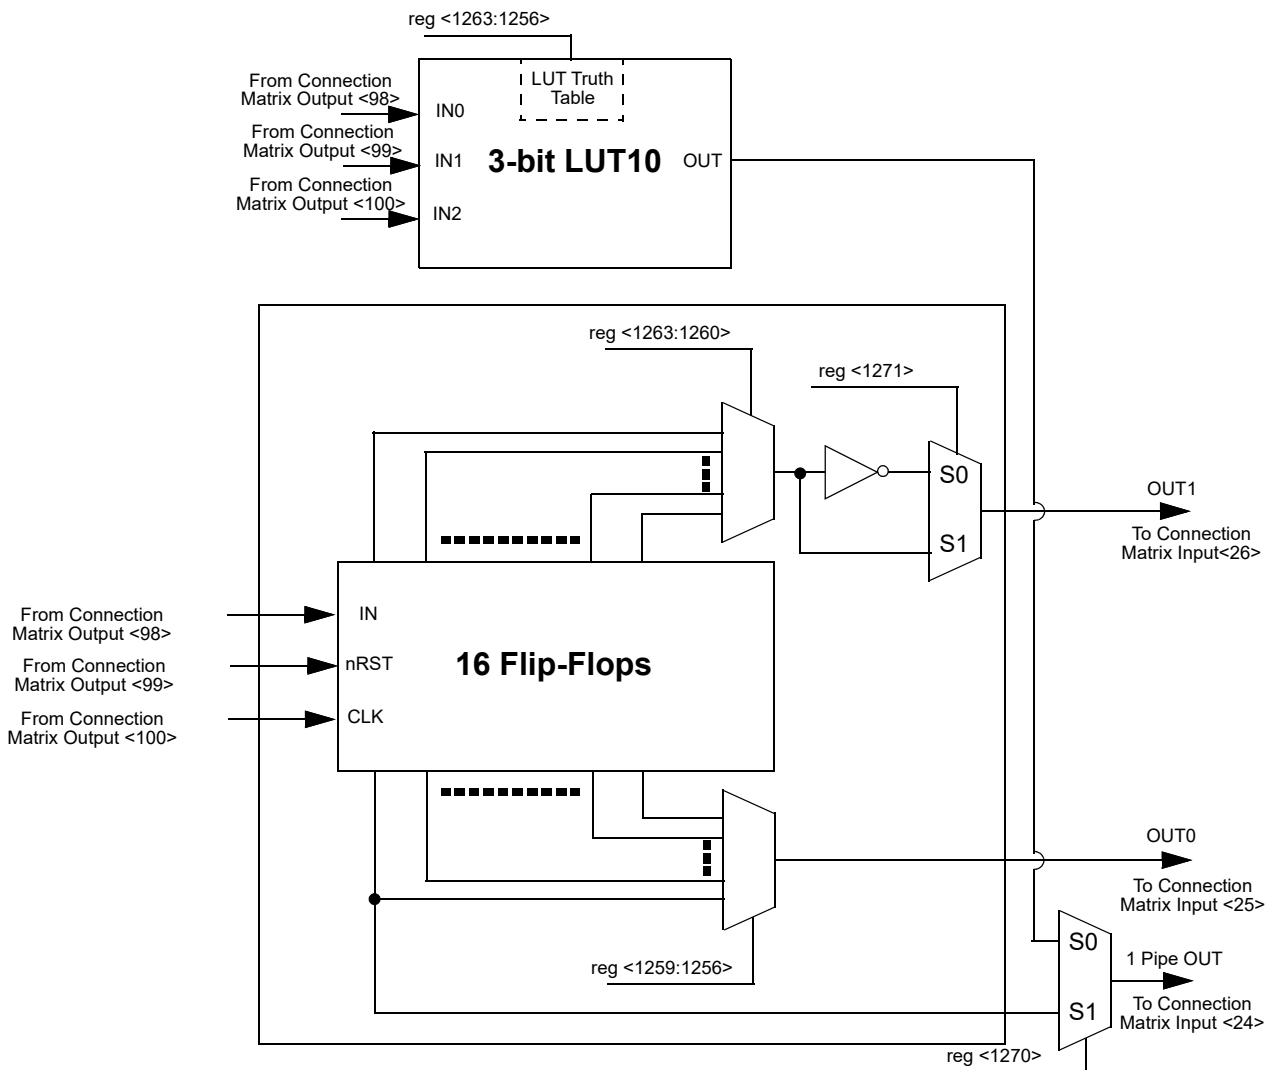 reg <1263:1256>
From Connection
Matrix Output <98>
LUT Truth
Table
IN0
From Connection
Matrix Output <99>
IN1
3-bit LUT10
OUT
From Connection
Matrix Output <100>
IN2
reg <1263:1260>
reg <1271>
S0
OUT1
S1
To Connection
Matrix Input<26>
From Connection
Matrix Output <98>
IN
From Connection
Matrix Output <99>
nRST
16 Flip-Flops
From Connection
Matrix Output <100>
CLK
OUT0
To Connection
Matrix Input <25>
reg <1259:1256>
S0
1 Pipe OUT
S1
To Connection
Matrix Input <24>
reg <1270>